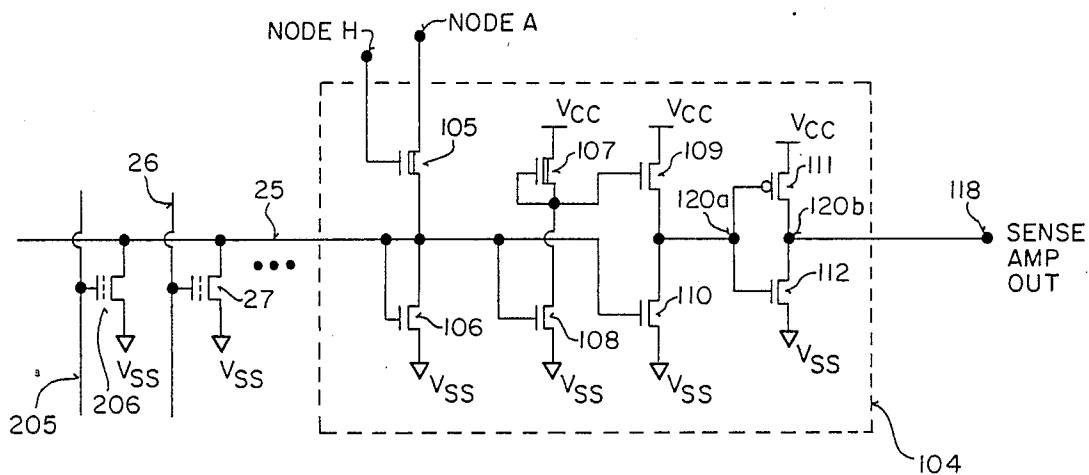 NODE H
NODE A
VCC
VCC
VCC
105
107
109
111
26
25
120a
120b
118
SENSE
AMP
OUT
27
106
108
110
112
VSS
VSS
VSS
VSS
VSS
VSS
205
206
104